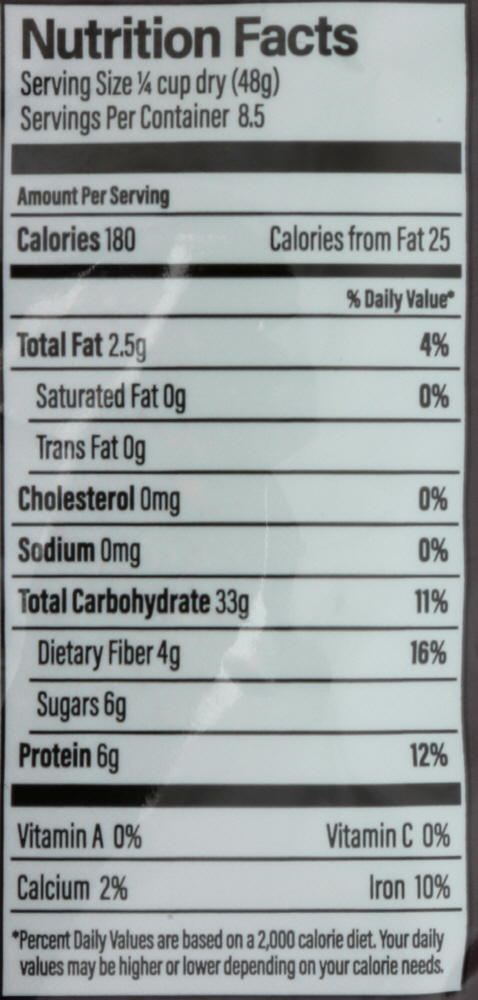 Nutrition Facts
Serving Size ¼ cup dry (48g)
Servings Per Container 8.5
Amount Per Serving
Calories 180 Calories from Fat 25
% Daily Value*
Total Fat 2.5g 4%
Saturated Fat 0g 0%
Trans Fat 0g
Cholesterol 0mg 0%
Sodium 0mg 0%
Total Carbohydrate 33g 11%
Dietary Fiber 4g 16%
Sugars 6g
Protein 6g 12%
Vitamin A 0% Vitamin C 0%
Calcium 2% Iron 10%
*Percent Daily Values are based on a 2,000 calorie diet. Your daily
values may be higher or lower depending on your calorie needs.